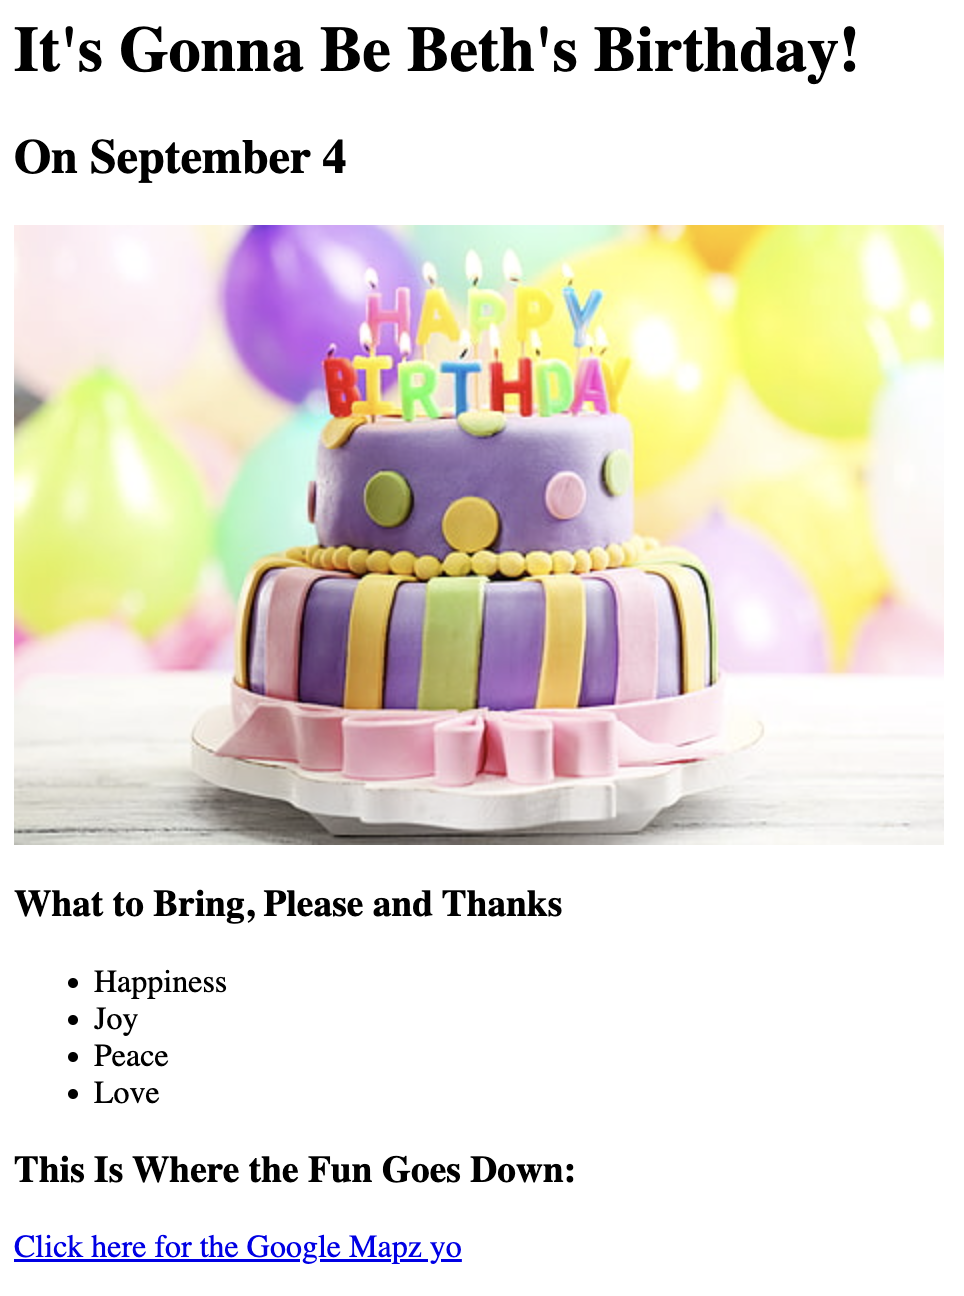 It's Gonna Be Beth's Birthday!
On September 4
HAPPY
BIRTHDAY
What to Bring, Please and Thanks
Happiness
Joy
Peace
Love
This Is Where the Fun Goes Down:
Click here for the Google Mapz yo